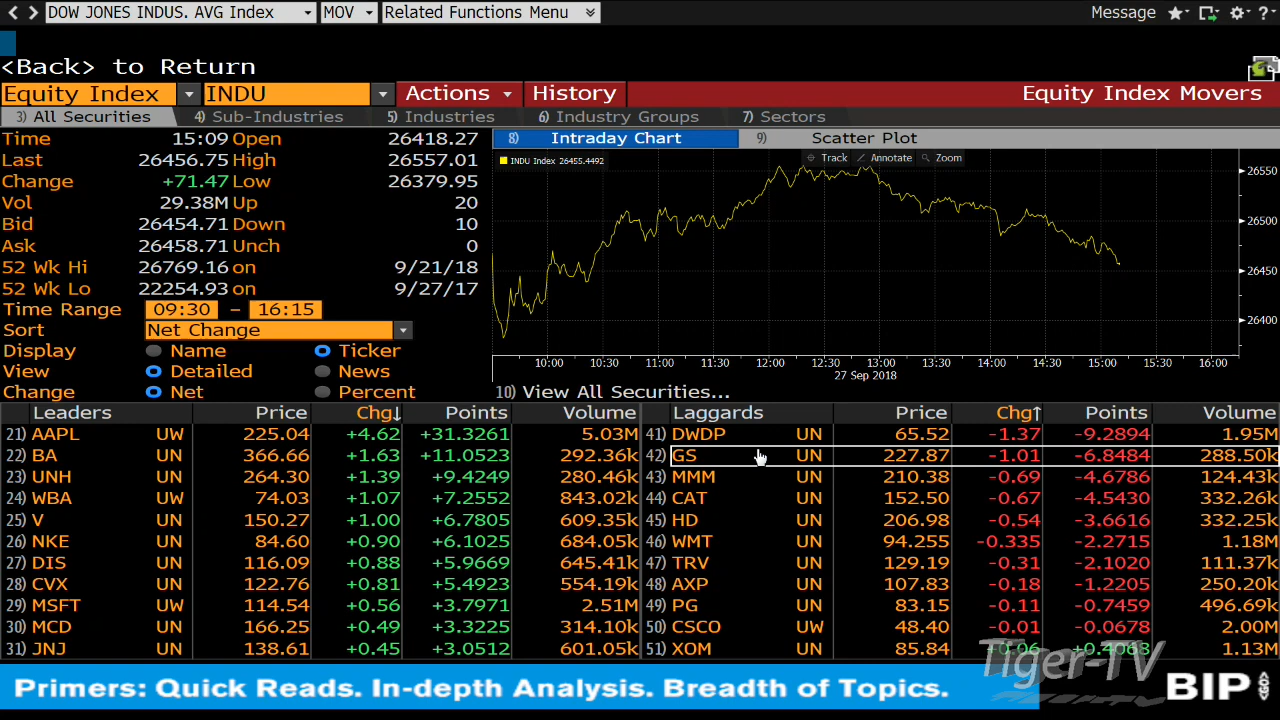 DOW JONES INDUS. AVG Index MOV Related Functions Menu Message ?
<Back> to Return
Equity Index INDU Actions History Equity Index Movers
3) All Securities 4) Sub-Industries 5) Industries 6) Industry Groups 7) Sectors
Time 15:09 Open 26418.27
Last 26456.75 High 26557.01
Change +71.47 Low 26379.95
Vol 29.38M Up 20
Bid 26454.71 Down 10
Ask 26458.71 Unch 0
52 Wk Hi 26769.16 on 9/21/18
52 Wk Lo 22254.93 on 9/27/17
Time Range 09:30 - 16:15
Sort Net Change
Display Name Ticker
View Detailed News
Change Net Percent
8) Intraday Chart 9) Scatter Plot
INDU Index 26455.4492 Track Annotate Zoom
26550
26500
26450
26400
10:00 10:30 11:00 11:30 12:00 12:30 13:00 13:30 14:00 14:30 15:00 15:30 16:00
27 Sep 2018
10) View All Securities...
Leaders Price Chg↓ Points Volume Laggards Price Chg↑ Points Volume
21) AAPL UW 225.04 +4.62 +31.3261 5.03M 41) DWDP UN 65.52 -1.37 -9.2894 1.95M
22) BA UN 366.66 +1.63 +11.0523 292.36k 42) GS UN 227.87 -1.01 -6.8484 288.50k
23) UNH UN 264.30 +1.39 +9.4249 280.46k 43) MMM UN 210.38 -0.69 -4.6786 124.43k
24) WBA UW 74.03 +1.07 +7.2552 843.02k 44) CAT UN 152.50 -0.67 -4.5430 332.26k
25) V UN 150.27 +1.00 +6.7805 609.35k 45) HD UN 206.98 -0.54 -3.6616 332.25k
26) NKE UN 84.60 +0.90 +6.1025 684.05k 46) WMT UN 94.255 -0.335 -2.2715 1.18M
27) DIS UN 116.09 +0.88 +5.9669 645.41k 47) TRV UN 129.19 -0.31 -2.1020 111.37k
28) CVX UN 122.76 +0.81 +5.4923 554.19k 48) AXP UN 107.83 -0.18 -1.2205 250.20k
29) MSFT UW 114.54 +0.56 +3.7971 2.51M 49) PG UN 83.15 -0.11 -0.7459 496.69k
30) MCD UN 166.25 +0.49 +3.3225 314.10k 50) CSCO UW 48.40 -0.01 -0.0678 2.00M
31) JNJ UN 138.61 +0.45 +3.0512 601.05k 51) XOM UN 85.84 +0.06 +0.4063 1.13M
Tiger-TV
Primers: Quick Reads. In-depth Analysis. Breadth of Topics.
BIP GO